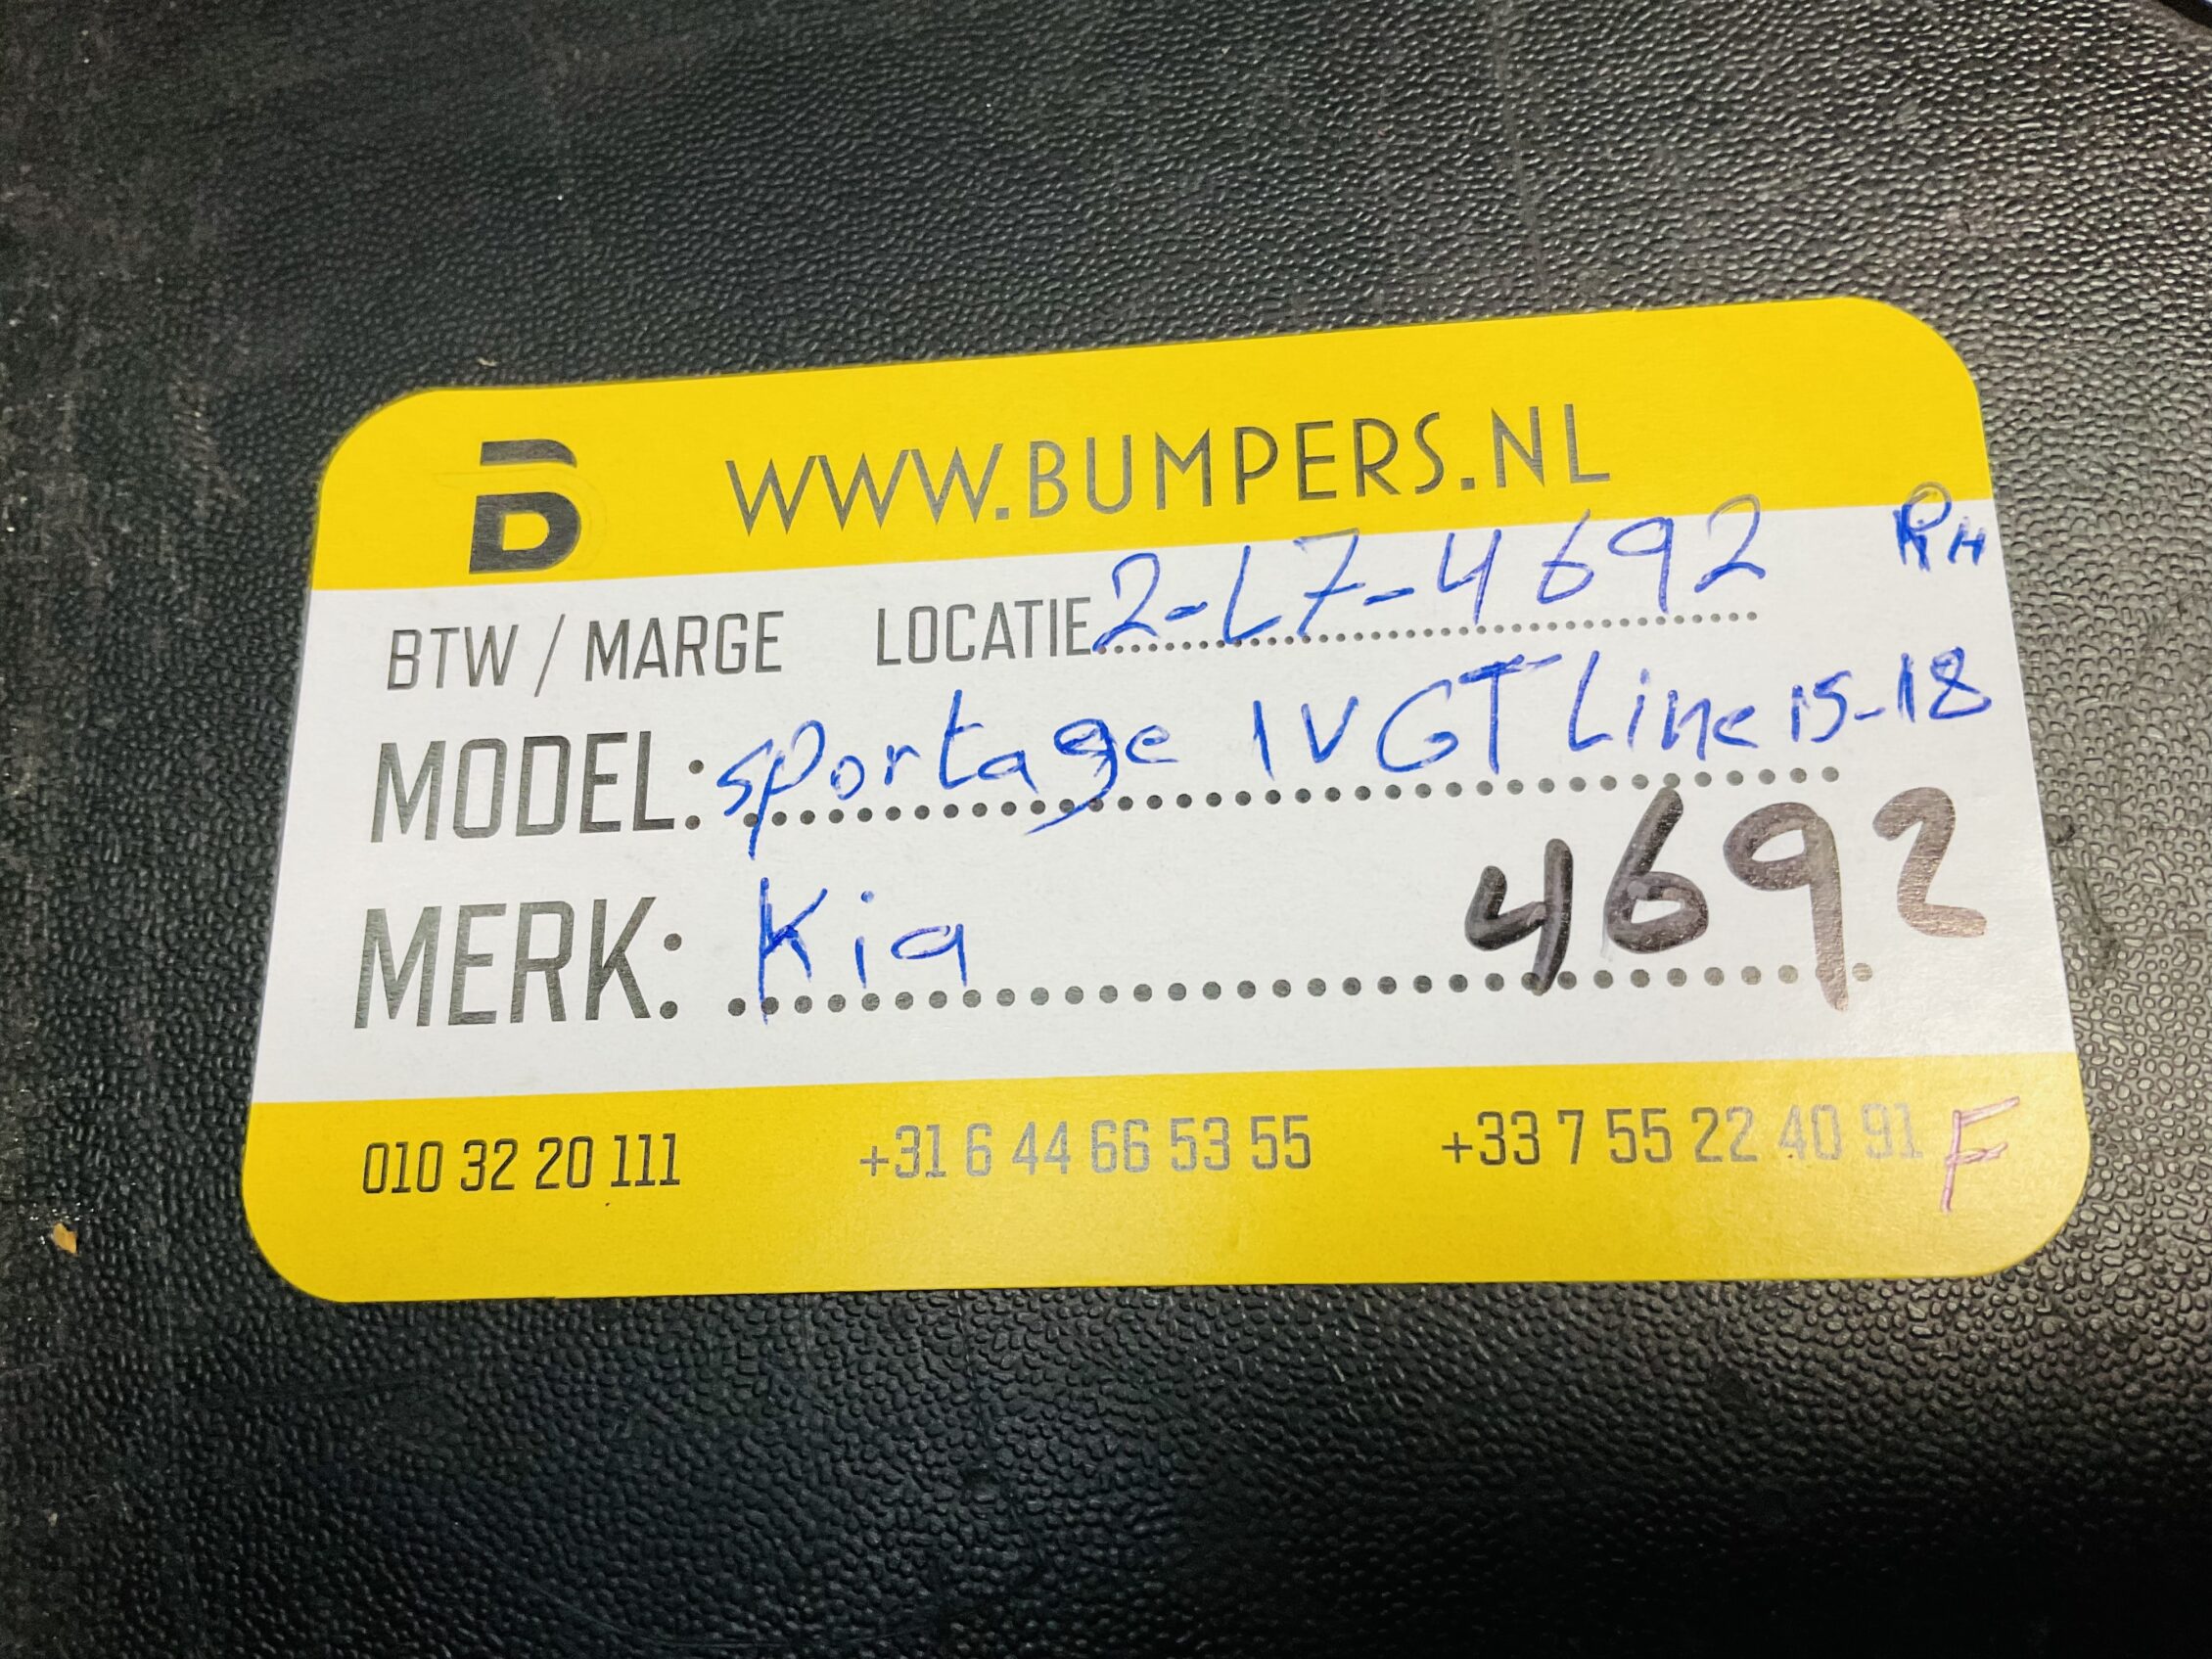 B WWW.BUMPERS.NL
BTW / MARGE LOCATIE 2-L7-4692 RH
MODEL: sportage IV GT Line 15-18
MERK: Kia 4692
010 32 20 111 +31 6 44 66 53 55 +33 7 55 22 40 91 F